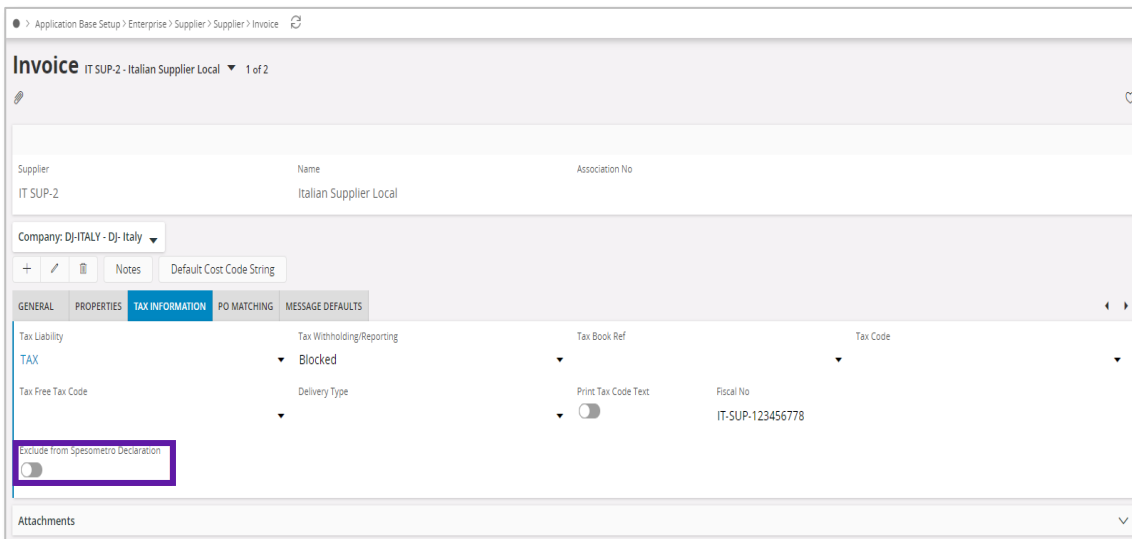 > Application Base Setup > Enterprise > Supplier > Supplier > Invoice
Invoice IT SUP-2 - Italian Supplier Local 1 of 2
Supplier Name Association No
IT SUP-2 Italian Supplier Local
Company: DJ-ITALY - DJ- Italy
Notes Default Cost Code String
GENERAL PROPERTIES TAX INFORMATION PO MATCHING MESSAGE DEFAULTS
Tax Liability Tax Withholding/Reporting Tax Book Ref Tax Code
TAX Blocked
Tax Free Tax Code Delivery Type Print Tax Code Text Fiscal No
IT-SUP-123456778
Exclude from Spesometro Declaration
Attachments